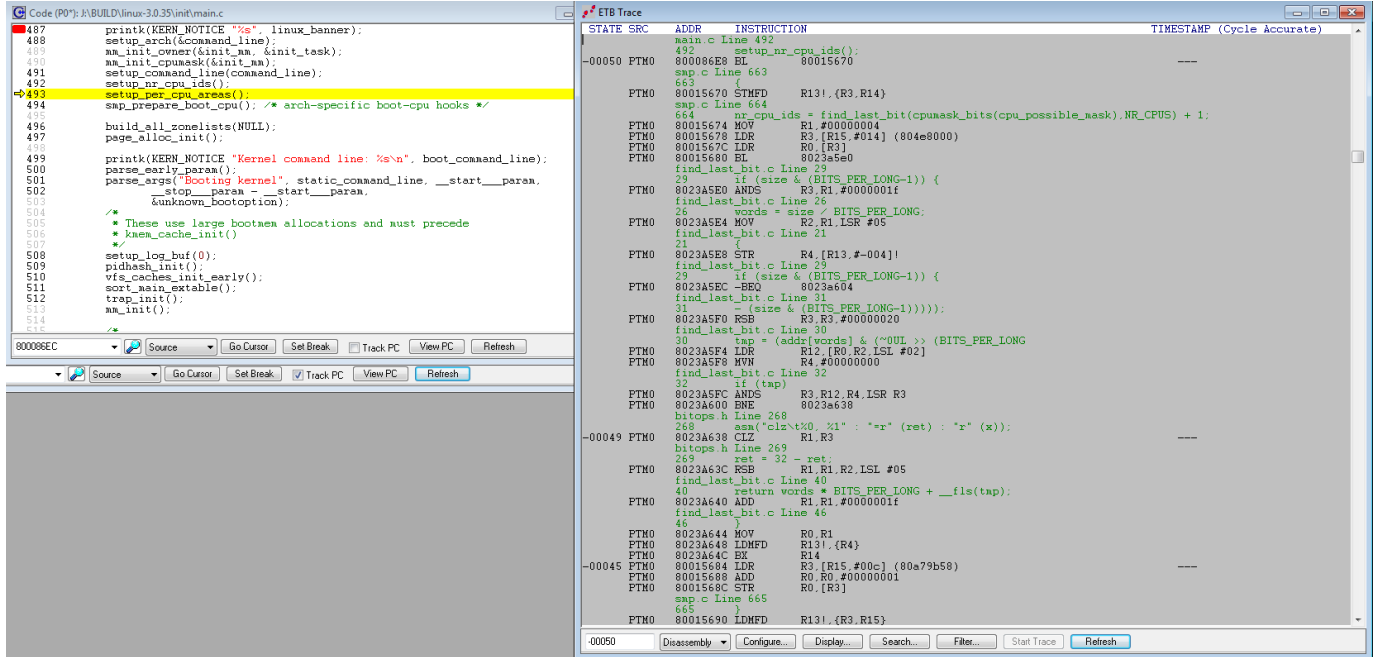 Code (P0*): J:\BUILD\linux-3.0.35\init\main.c
487 printk(KERN_NOTICE "%s", linux_banner);
488 setup_arch(&command_line);
489 mm_init_owner(&init_mm, &init_task);
490 mm_init_cpumask(&init_mm);
491 setup_command_line(command_line);
492 setup_nr_cpu_ids();
493 setup_per_cpu_areas();
494 smp_prepare_boot_cpu(); /* arch-specific boot-cpu hooks */
495
496 build_all_zonelists(NULL);
497 page_alloc_init();
498
499 printk(KERN_NOTICE "Kernel command line: %s\n", boot_command_line);
500 parse_early_param();
501 parse_args("Booting kernel", static_command_line, __start___param,
502 __stop___param - __start___param,
503 &unknown_bootoption);
504 /*
505 * These use large bootmem allocations and must precede
506 * kmem_cache_init()
507 */
508 setup_log_buf(0);
509 pidhash_init();
510 vfs_caches_init_early();
511 sort_main_extable();
512 trap_init();
513 mm_init();
514
515 /*
800086EC Source Go Cursor Set Break Track PC View PC Refresh
Source Go Cursor Set Break Track PC View PC Refresh
ETB Trace
STATE SRC ADDR INSTRUCTION TIMESTAMP (Cycle Accurate)
main.c Line 492
492 setup_nr_cpu_ids();
-00050 PTM0 800086E8 BL 80015670 ---
smp.c Line 663
663 {
PTM0 80015670 STMFD R13!,{R3,R14}
smp.c Line 664
664 nr_cpu_ids = find_last_bit(cpumask_bits(cpu_possible_mask),NR_CPUS) + 1;
PTM0 80015674 MOV R1,#00000004
PTM0 80015678 LDR R3,[R15,#014] (804e8000)
PTM0 8001567C LDR R0,[R3]
PTM0 80015680 BL 8023a5e0
find_last_bit.c Line 29
29 if (size & (BITS_PER_LONG-1)) {
PTM0 8023A5E0 ANDS R3,R1,#0000001f
find_last_bit.c Line 26
26 words = size / BITS_PER_LONG;
PTM0 8023A5E4 MOV R2,R1,LSR #05
find_last_bit.c Line 21
21 {
PTM0 8023A5E8 STR R4,[R13,#-004]!
find_last_bit.c Line 29
29 if (size & (BITS_PER_LONG-1)) {
PTM0 8023A5EC -BEQ 8023a604
find_last_bit.c Line 31
31 - (size & (BITS_PER_LONG-1)))));
PTM0 8023A5F0 RSB R3,R3,#00000020
find_last_bit.c Line 30
30 tmp = (addr[words] & (~0UL >> (BITS_PER_LONG
PTM0 8023A5F4 LDR R12,[R0,R2,LSL #02]
PTM0 8023A5F8 MVN R4,#00000000
find_last_bit.c Line 32
32 if (tmp)
PTM0 8023A5FC ANDS R3,R12,R4,LSR R3
PTM0 8023A600 BNE 8023a638
bitops.h Line 268
268 asm("clz\t%0, %1" : "=r" (ret) : "r" (x));
-00049 PTM0 8023A638 CLZ R1,R3 ---
bitops.h Line 269
269 ret = 32 - ret;
PTM0 8023A63C RSB R1,R1,R2,LSL #05
find_last_bit.c Line 40
40 return words * BITS_PER_LONG + __fls(tmp);
PTM0 8023A640 ADD R1,R1,#0000001f
find_last_bit.c Line 46
46 }
PTM0 8023A644 MOV R0,R1
PTM0 8023A648 LDMFD R13!,{R4}
PTM0 8023A64C BX R14
-00045 PTM0 80015684 LDR R3,[R15,#00c] (80a79b58) ---
PTM0 80015688 ADD R0,R0,#00000001
PTM0 8001568C STR R0,[R3]
smp.c Line 665
665 }
PTM0 80015690 LDMFD R13!,{R3,R15}
-00050 Disassembly Configure... Display... Search... Filter... Start Trace Refresh